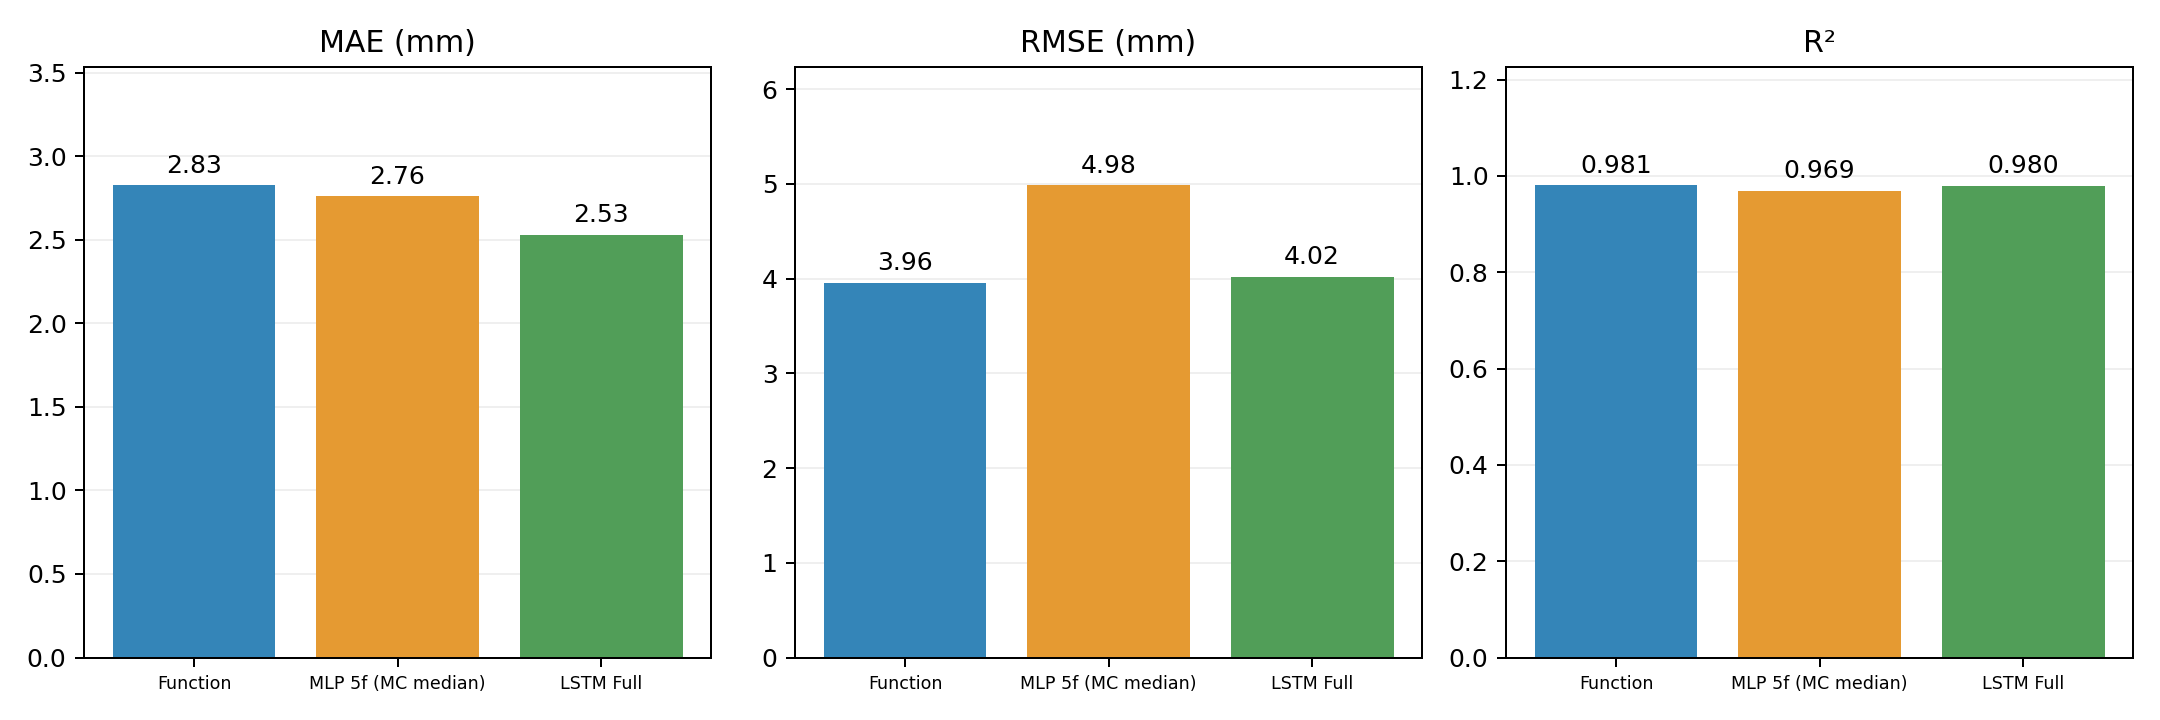 MAE (mm)
3.5
3.0
2.5
2.0
1.5
1.0
0.5
0.0
2.83
2.76
2.53
Function
MLP 5f (MC median)
LSTM Full
RMSE (mm)
6
5
4
3
2
1
0
3.96
4.98
4.02
Function
MLP 5f (MC median)
LSTM Full
R²
1.2
1.0
0.8
0.6
0.4
0.2
0.0
0.981
0.969
0.980
Function
MLP 5f (MC median)
LSTM Full